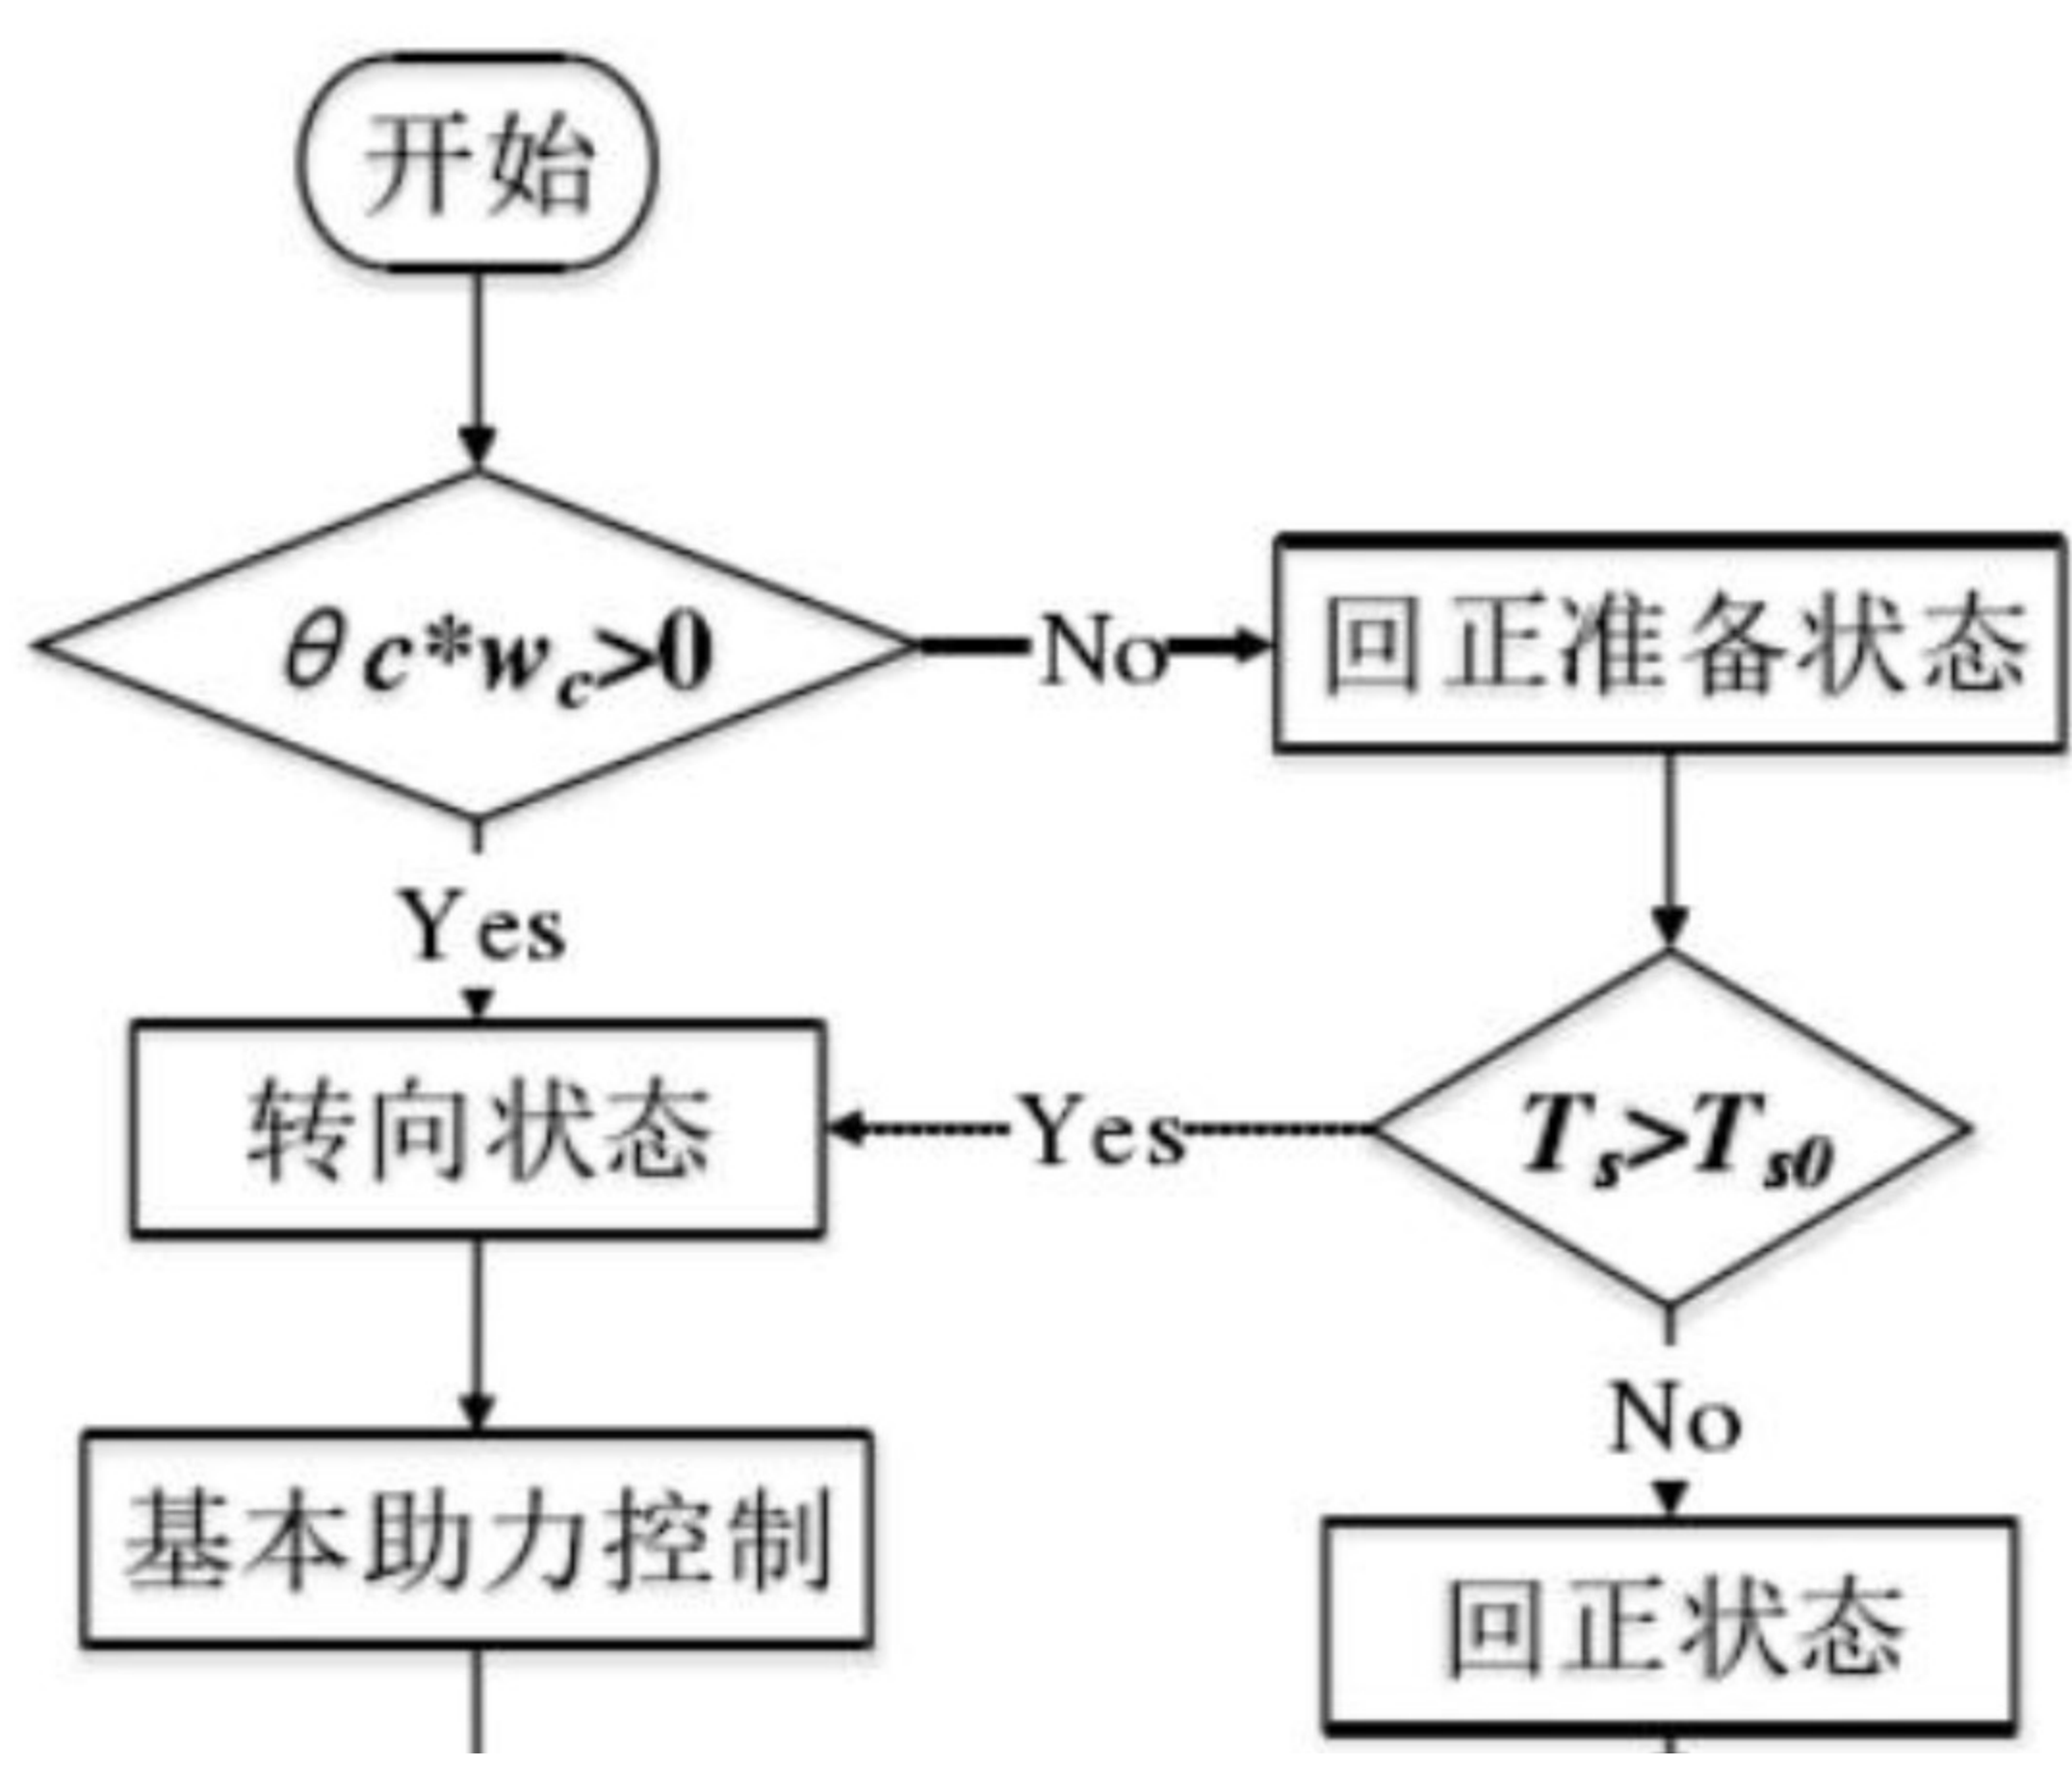 开始
θc*wc>0
No
回正准备状态
Yes
转向状态
Yes
Ts>Ts0
No
基本助力控制
回正状态